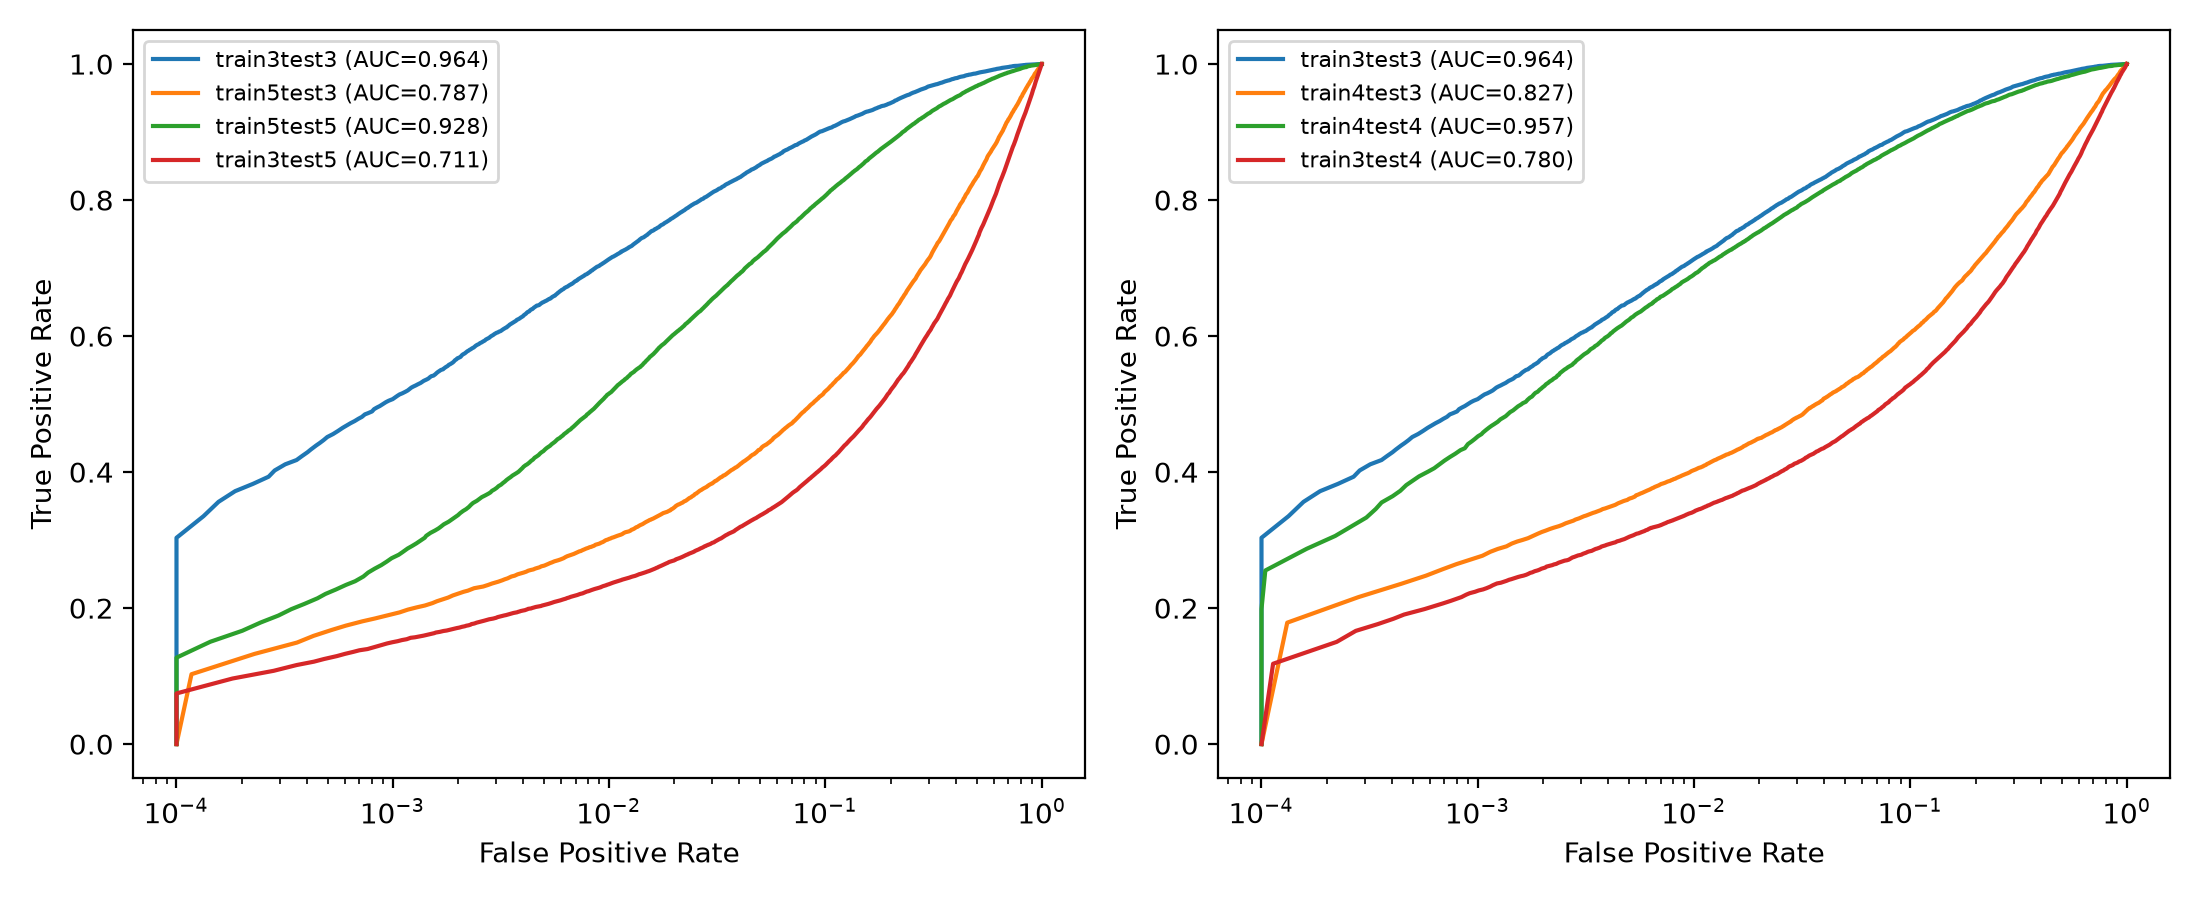 train3test3 (AUC=0.964)
train5test3 (AUC=0.787)
train5test5 (AUC=0.928)
train3test5 (AUC=0.711)
1.0
0.8
0.6
0.4
0.2
0.0
True Positive Rate
10⁻⁴ 10⁻³ 10⁻² 10⁻¹ 10⁰
False Positive Rate
train3test3 (AUC=0.964)
train4test3 (AUC=0.827)
train4test4 (AUC=0.957)
train3test4 (AUC=0.780)
1.0
0.8
0.6
0.4
0.2
0.0
True Positive Rate
10⁻⁴ 10⁻³ 10⁻² 10⁻¹ 10⁰
False Positive Rate